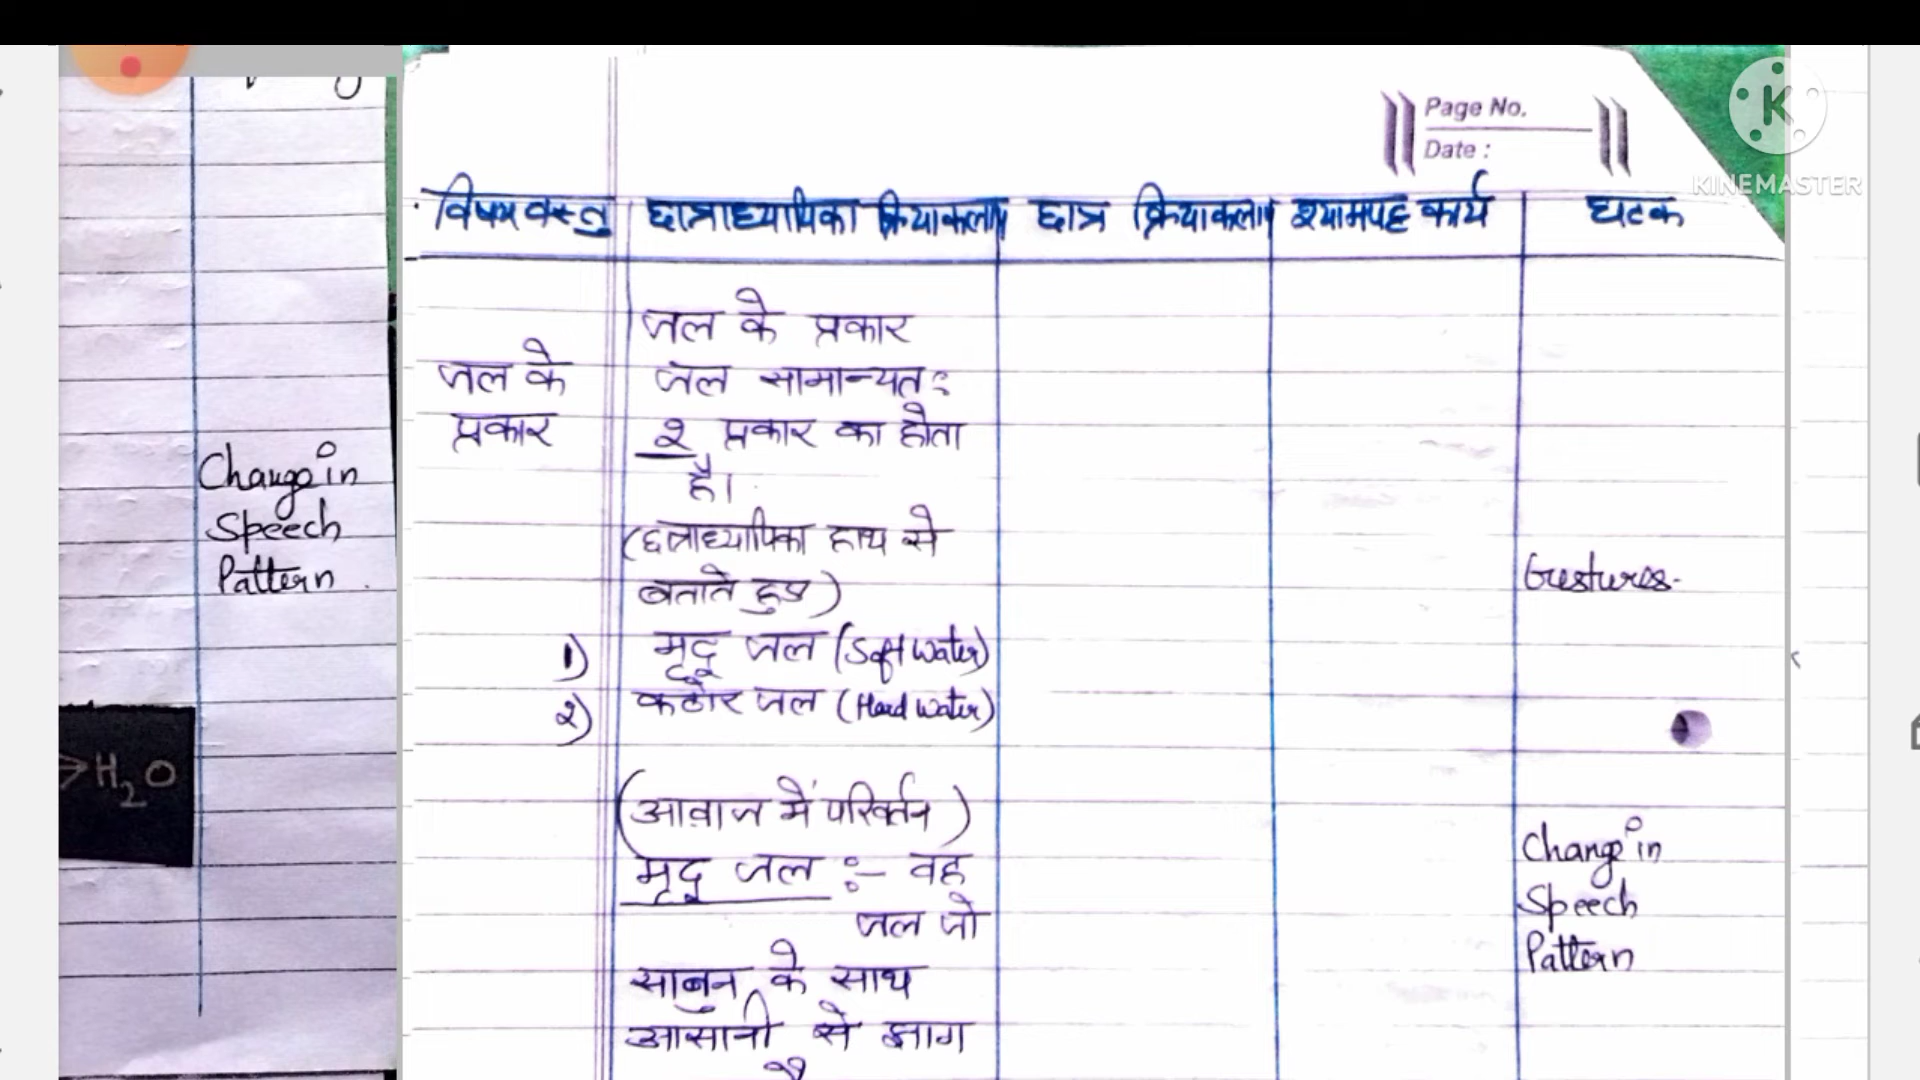 Change in
Speech
Pattern
H2O
Page No.
Date :
KINEMASTER
विषयवस्तु छात्राध्यापिका क्रियाकलाप छात्र क्रियाकलाप श्यामपट्ट कार्य घटक
जल के प्रकार
जल के
प्रकार
जल सामान्यतः
२ प्रकार का होता
है।
(छात्राध्यापिका हाथ से
बताते हुए)
Gestures.
1) मृदू जल (Soft water)
२) कठोर जल (Hard water)
(आवाज में परिवर्तन)
मृदू जल :- वह
जल जो
साबुन के साथ
आसानी से झाग
Change in
Speech
Pattern